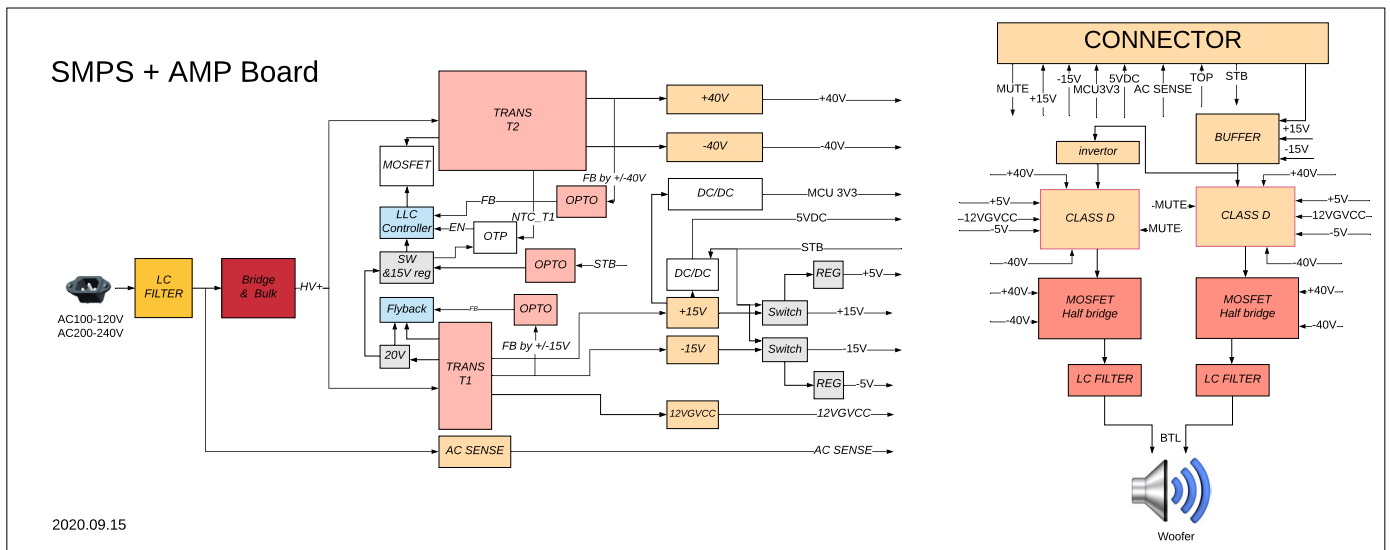 SMPS + AMP Board
AC100-120V
AC200-240V
LC
FILTER
Bridge
& Bulk
HV+
TRANS
T2
MOSFET
LLC
Controller
FB
OPTO
FB by +/-40V
NTC_T1
EN
OTP
SW
&15V reg
OPTO
STB
Flyback
FB
OPTO
FB by +/-15V
20V
TRANS
T1
AC SENSE
+40V
+40V
-40V
-40V
DC/DC
MCU 3V3
5VDC
STB
DC/DC
REG
+5V
+15V
Switch
+15V
-15V
Switch
-15V
REG
-5V
12VGVCC
12VGVCC
AC SENSE
2020.09.15
CONNECTOR
MUTE
+15V
-15V
MCU3V3
5VDC
AC SENSE
TOP
STB
BUFFER
+15V
-15V
invertor
+40V
+5V
12VGVCC
-5V
CLASS D
MUTE
-40V
+40V
MUTE
CLASS D
+5V
12VGVCC
-5V
-40V
+40V
-40V
MOSFET
Half bridge
MOSFET
Half bridge
+40V
-40V
LC FILTER
LC FILTER
BTL
Woofer